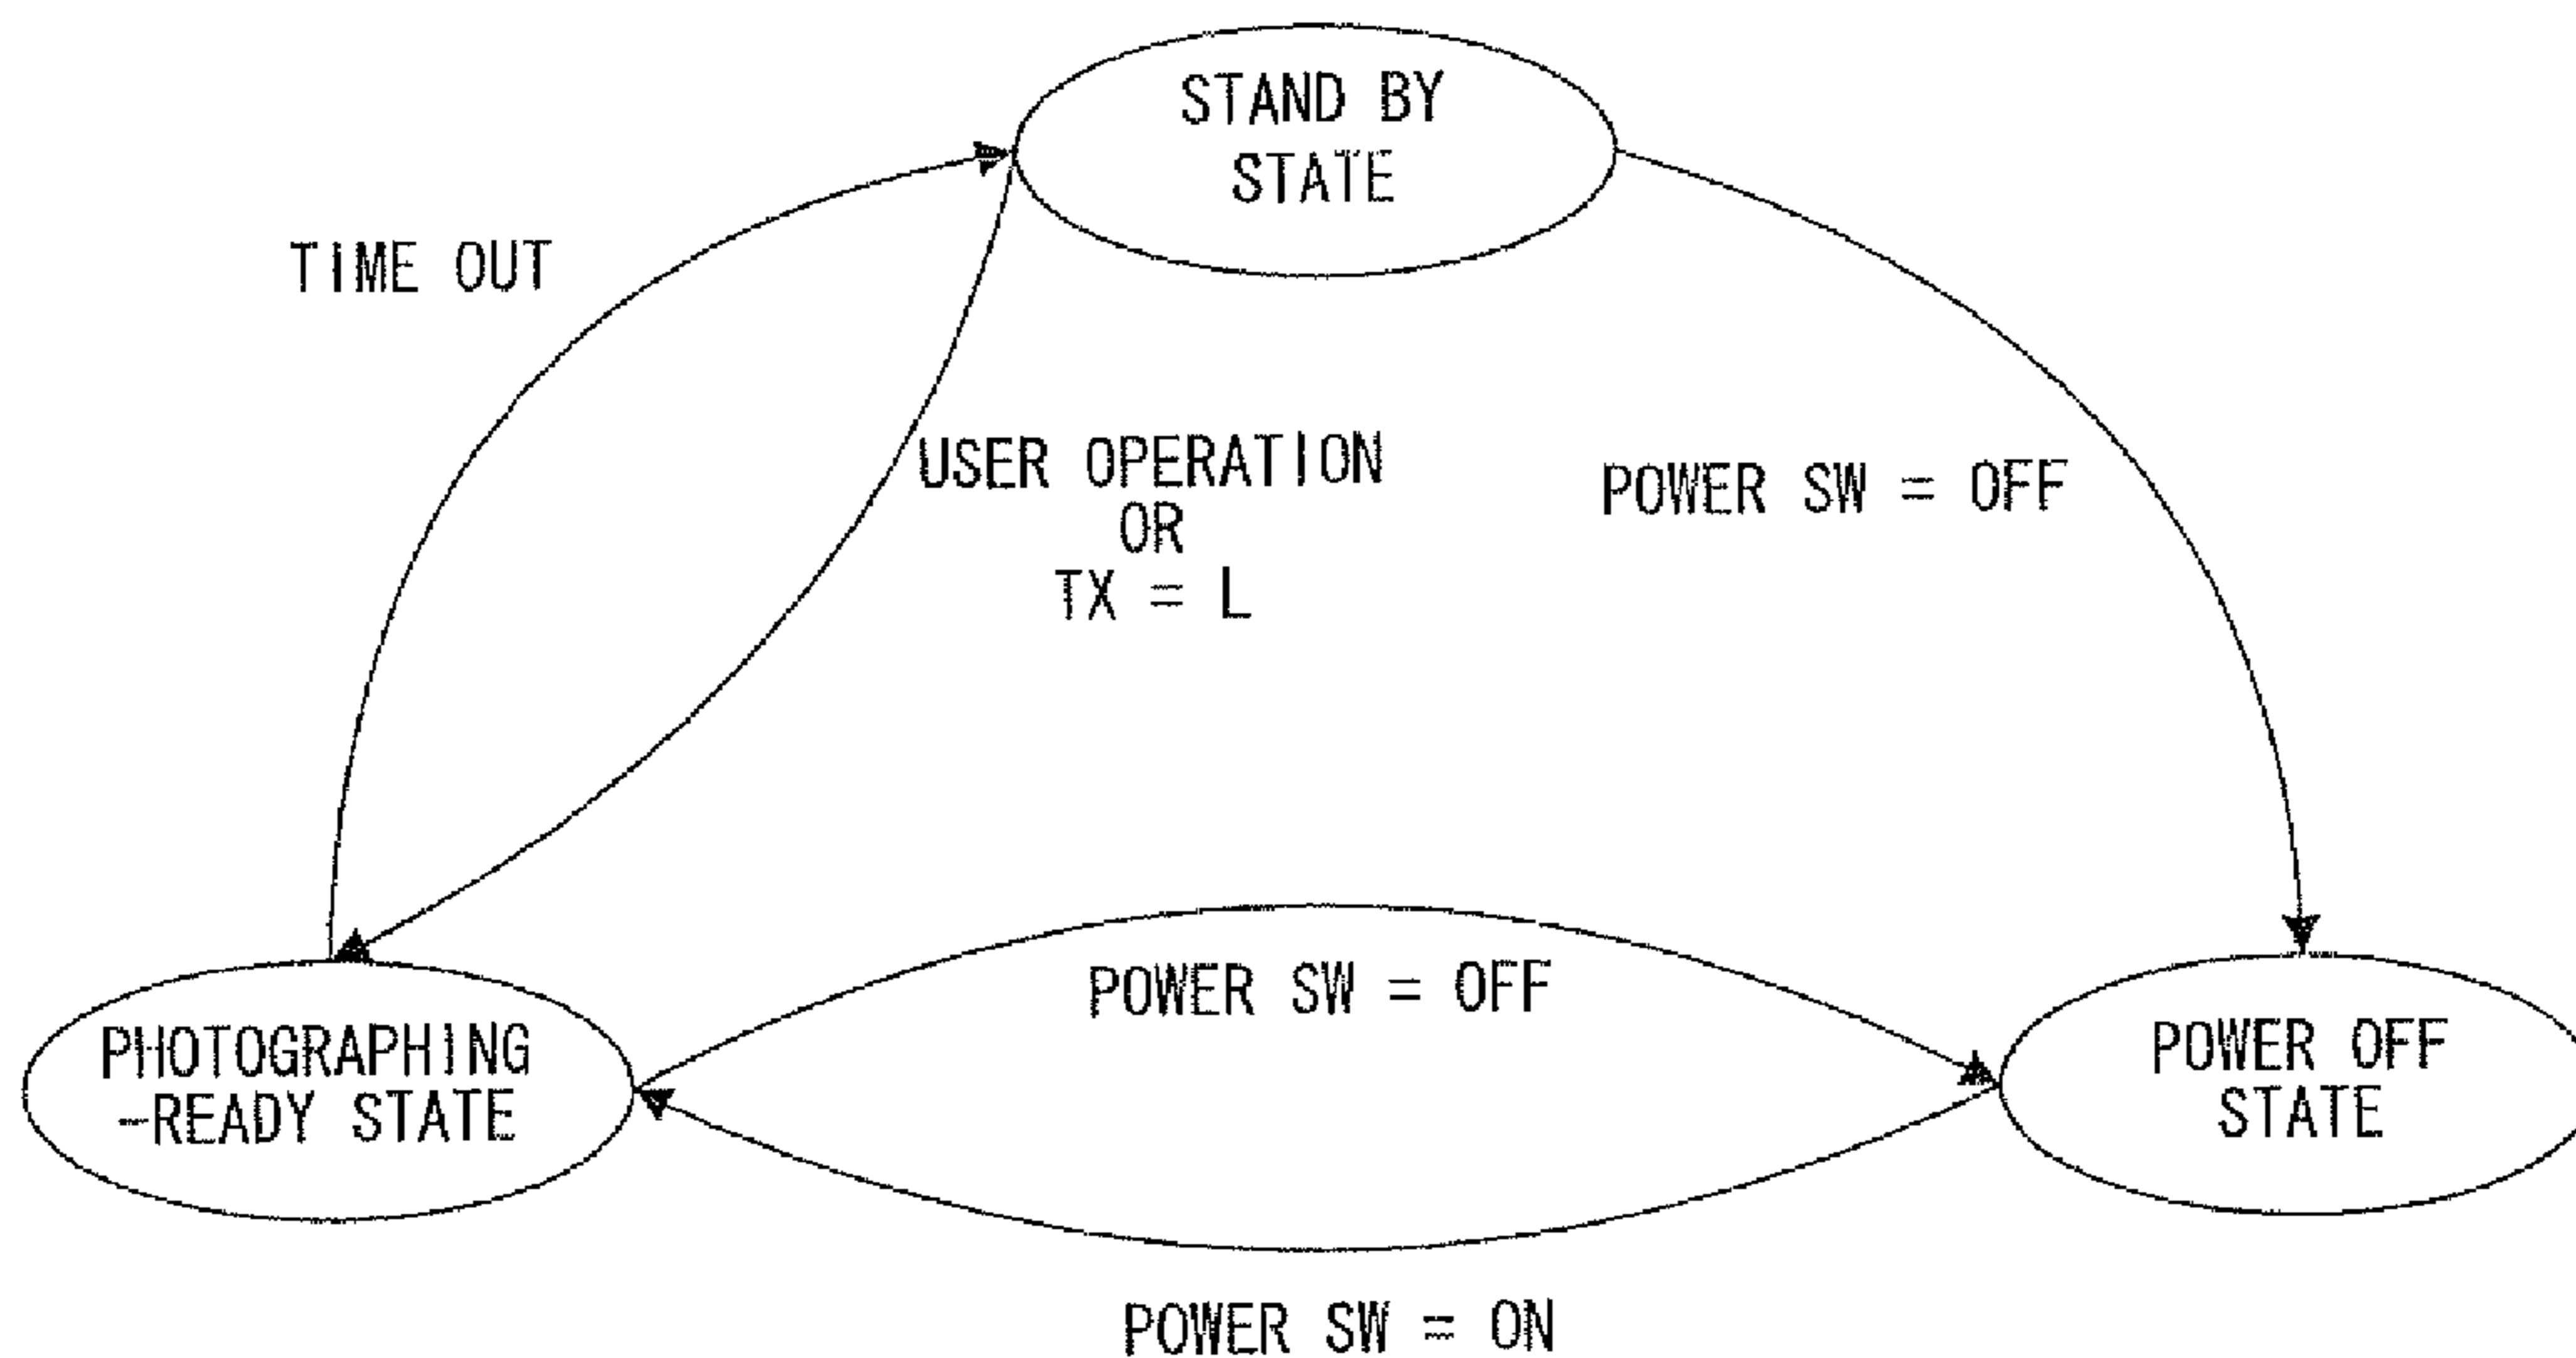 STAND BY
STATE
TIME OUT
USER OPERATION
OR
TX = L
POWER SW = OFF
POWER SW = OFF
PHOTOGRAPHING
-READY STATE
POWER OFF
STATE
POWER SW = ON